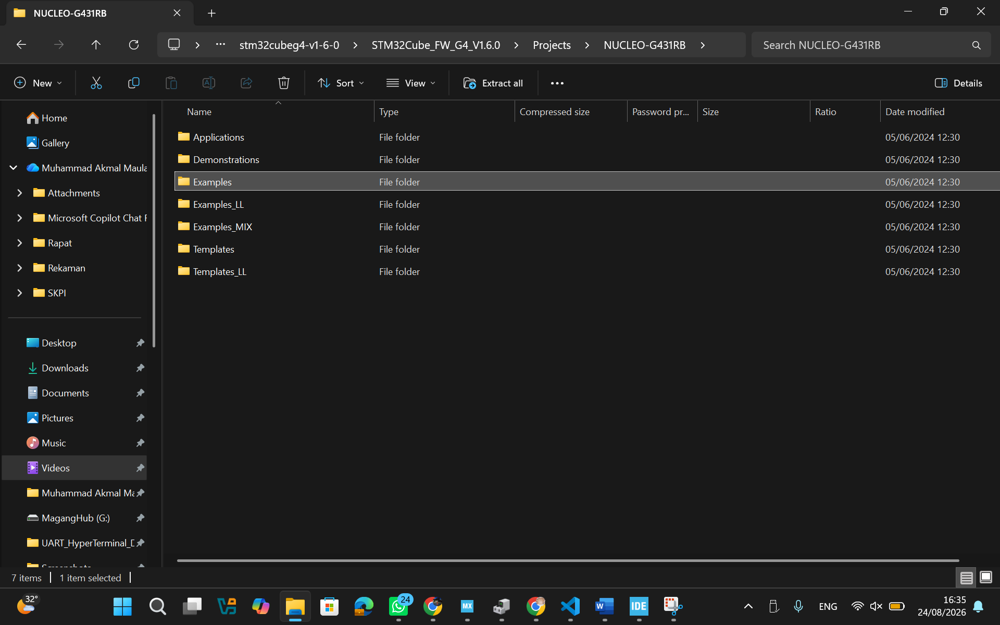 NUCLEO-G431RB
stm32cubeg4-v1-6-0
STM32Cube_FW_G4_V1.6.0
Projects
NUCLEO-G431RB
Search NUCLEO-G431RB
New
Sort
View
Extract all
Details
Name
Type
Compressed size
Password pr...
Size
Ratio
Date modified
Applications File folder 05/06/2024 12:30
Demonstrations File folder 05/06/2024 12:30
Examples File folder 05/06/2024 12:30
Examples_LL File folder 05/06/2024 12:30
Examples_MIX File folder 05/06/2024 12:30
Templates File folder 05/06/2024 12:30
Templates_LL File folder 05/06/2024 12:30
Home
Gallery
Muhammad Akmal Maula
Attachments
Microsoft Copilot Chat F
Rapat
Rekaman
SKPI
Desktop
Downloads
Documents
Pictures
Music
Videos
Muhammad Akmal Ma
MagangHub (G:)
UART_HyperTerminal_D
Screenshots
7 items
1 item selected
32°
24
MX
W
IDE
ENG
16:35
24/08/2026